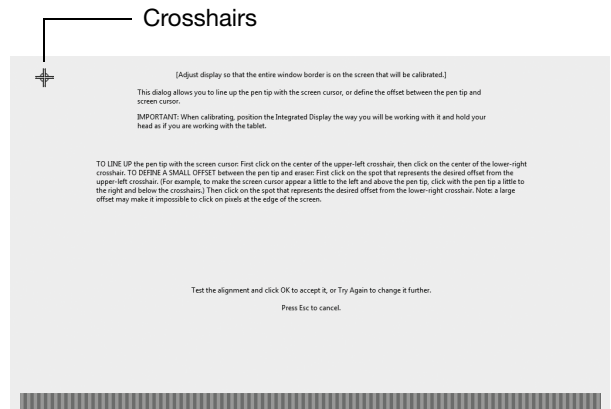 Crosshairs
[Adjust display so that the entire window border is on the screen that will be calibrated.]
This dialog allows you to line up the pen tip with the screen cursor, or define the offset between the pen tip and
screen cursor.
IMPORTANT: When calibrating, position the Integrated Display the way you will be working with it and hold your
head as if you are working with the tablet.
TO LINE UP the pen tip with the screen cursor: First click on the center of the upper-left crosshair, then click on the center of the lower-right
crosshair. TO DEFINE A SMALL OFFSET between the pen tip and eraser: First click on the spot that represents the desired offset from the
upper-left crosshair. (For example, to make the screen cursor appear a little to the left and above the pen tip, click with the pen tip a little to
the right and below the crosshairs.) Then click on the spot that represents the desired offset from the lower-right crosshair. Note: a large
offset may make it impossible to click on pixels at the edge of the screen.
Test the alignment and click OK to accept it, or Try Again to change it further.
Press Esc to cancel.